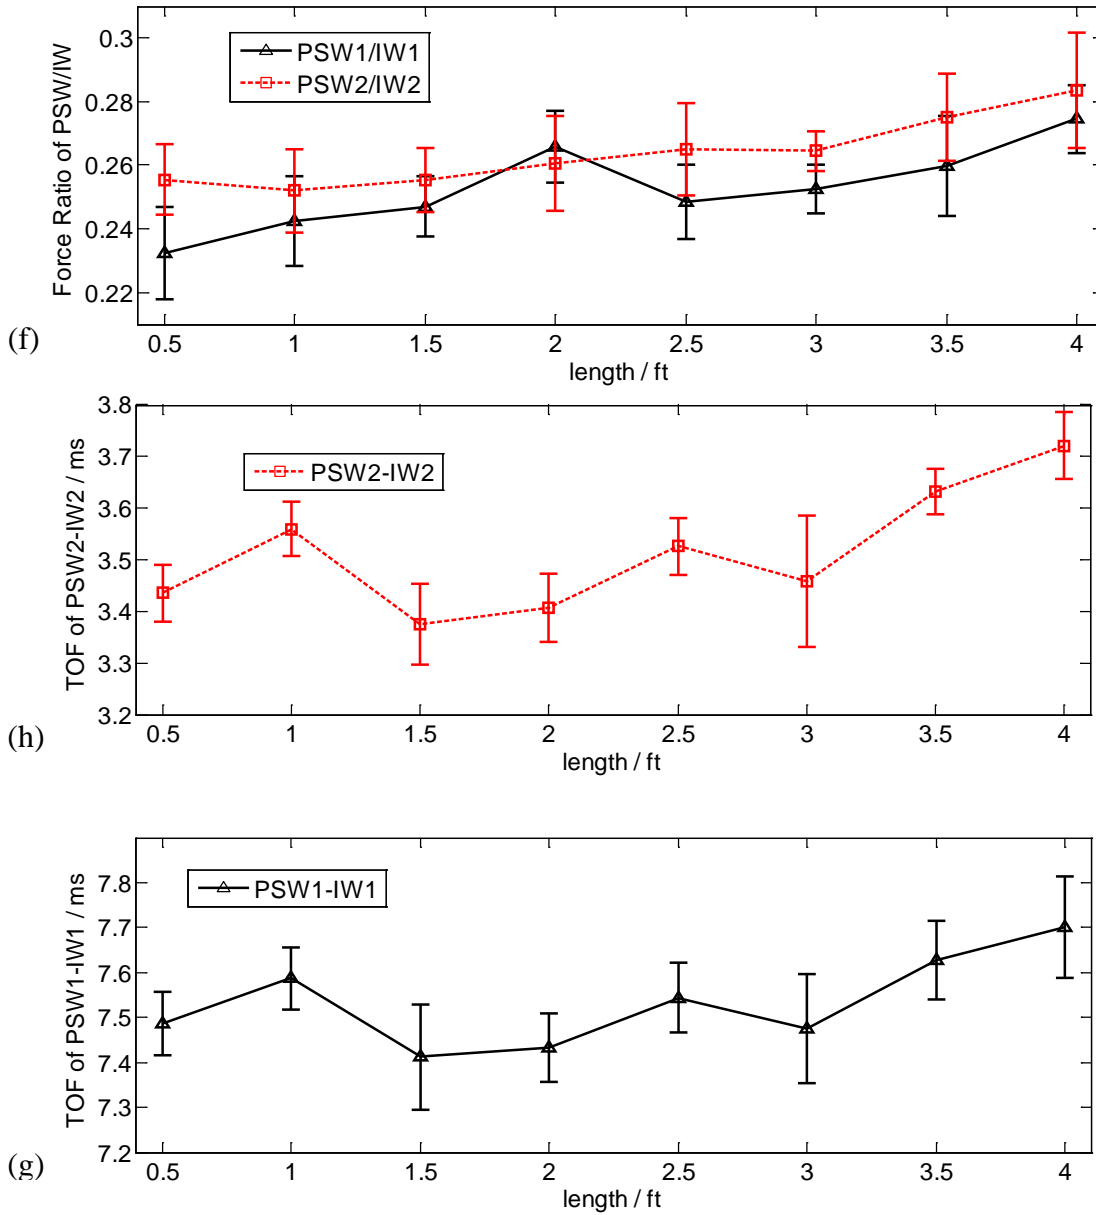 0.3
PSW1/IW1
PSW2/IW2
0.28
0.26
0.24
0.22
Force Ratio of PSW/IW
(f)
0.5 1 1.5 2 2.5 3 3.5 4
length / ft
3.8
3.7
3.6
3.5
3.4
3.3
3.2
PSW2-IW2
TOF of PSW2-IW2 / ms
(h)
0.5 1 1.5 2 2.5 3 3.5 4
length / ft
7.8
7.7
7.6
7.5
7.4
7.3
7.2
PSW1-IW1
TOF of PSW1-IW1 / ms
(g)
0.5 1 1.5 2 2.5 3 3.5 4
length / ft